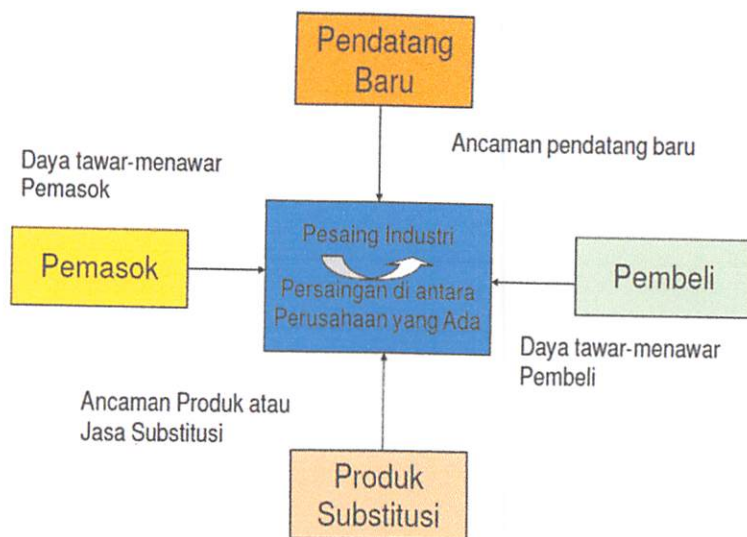 Pendatang
Baru
Ancaman pendatang baru
Daya tawar-menawar
Pemasok
Pemasok
Pesaing Industri
Persaingan di antara
Perusahaan yang Ada
Pembeli
Daya tawar-menawar
Pembeli
Ancaman Produk atau
Jasa Substitusi
Produk
Substitusi